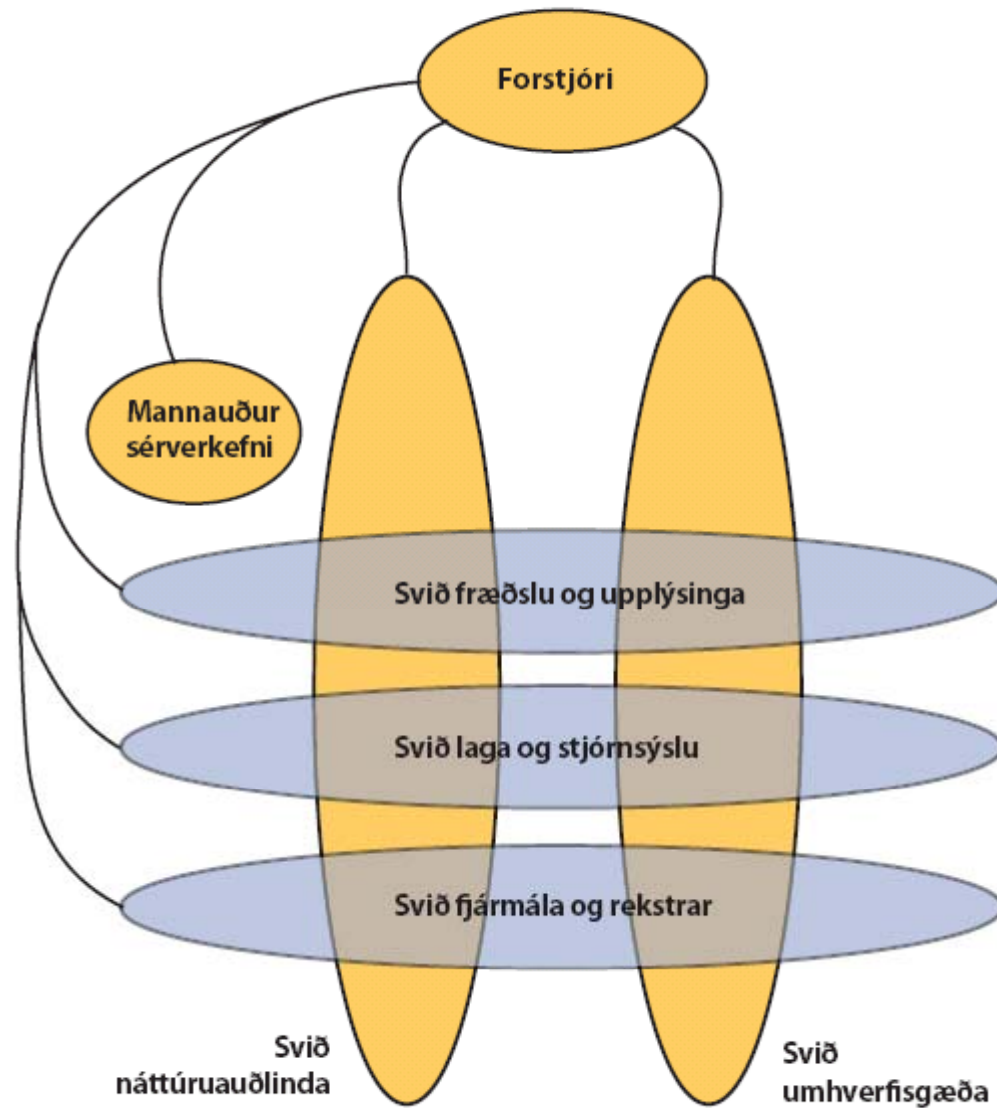 Forstjóri
Mannauður
sérverkefni
Svið fræðslu og upplýsinga
Svið laga og stjórnsýslu
Svið fjármála og rekstrar
Svið
náttúruauðlinda
Svið
umhverfisgæða